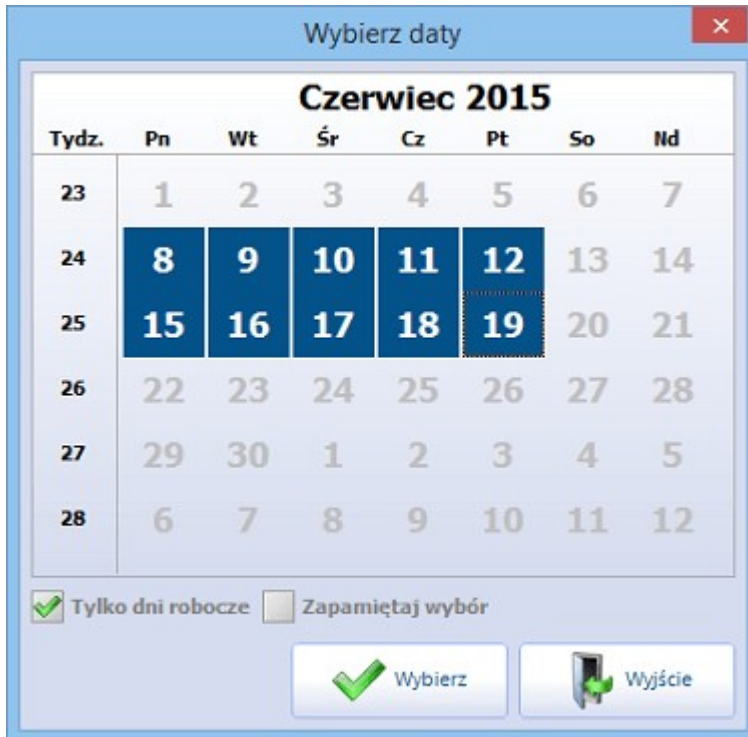 Wybierz daty
Czerwiec 2015
Tydz. Pn Wt Śr Cz Pt So Nd
23 1 2 3 4 5 6 7
24 8 9 10 11 12 13 14
25 15 16 17 18 19 20 21
26 22 23 24 25 26 27 28
27 29 30 1 2 3 4 5
28 6 7 8 9 10 11 12
Tylko dni robocze Zapamiętaj wybór
Wybierz Wyjście